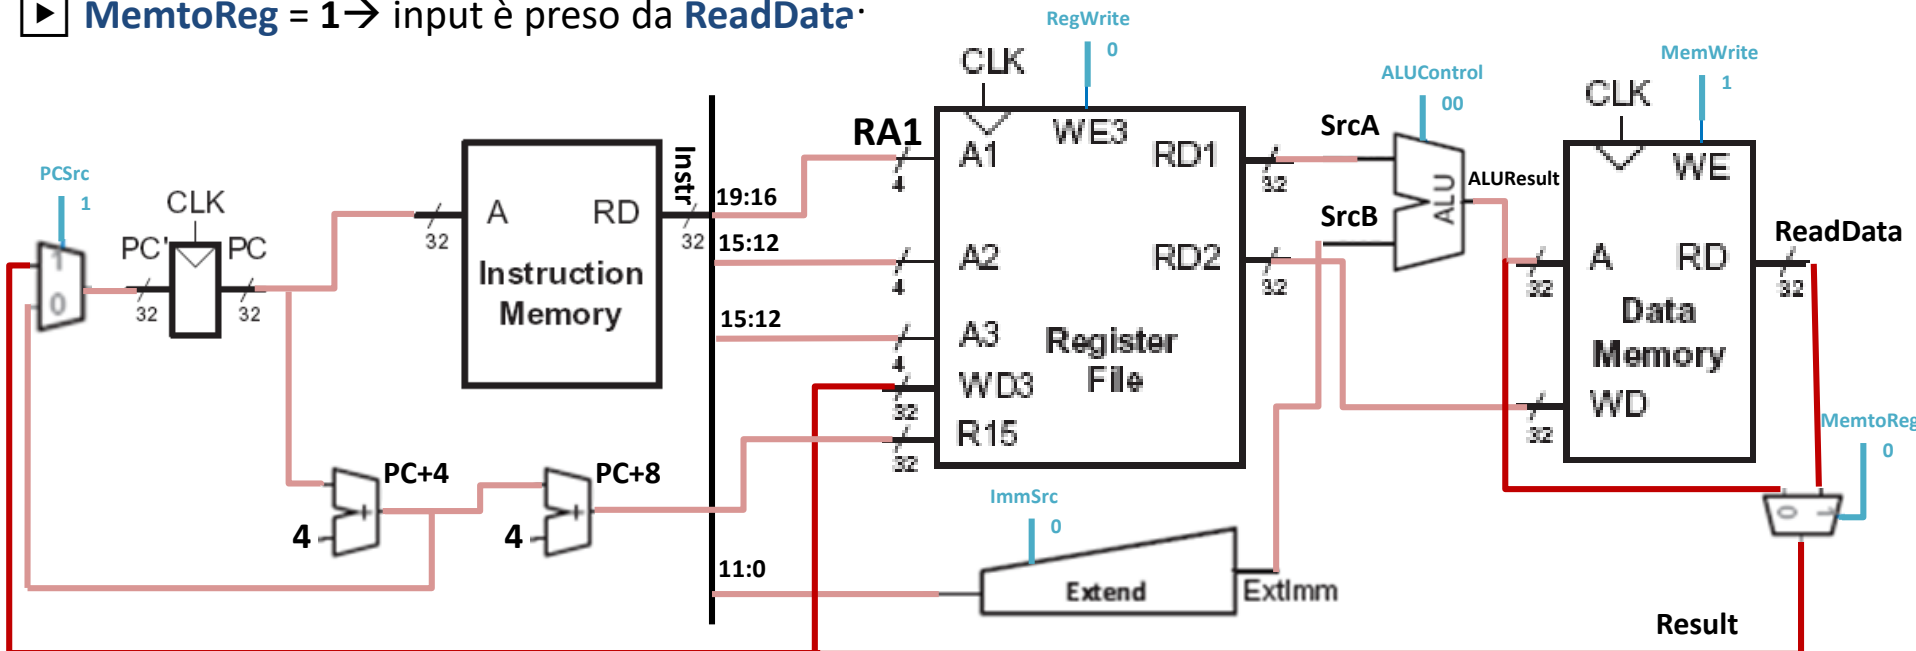 MemtoReg = 1→ input è preso da ReadData.
RegWrite
0
CLK
ALUControl
00
MemWrite
1
CLK
PCSrc
1
CLK
PC'
PC
32
32
1
0
A
RD
32
32
Instruction
Memory
Instr
19:16
15:12
15:12
11:0
RA1
A1
WE3
RD1
4
32
A2
RD2
4
32
A3
4
WD3
32
R15
32
Register
File
SrcA
SrcB
ALU
ALUResult
WE
A
RD
32
32
Data
Memory
WD
32
ReadData
MemtoReg
0
0
1
PC+4
4
+
PC+8
4
+
ImmSrc
0
Extend
ExtImm
Result